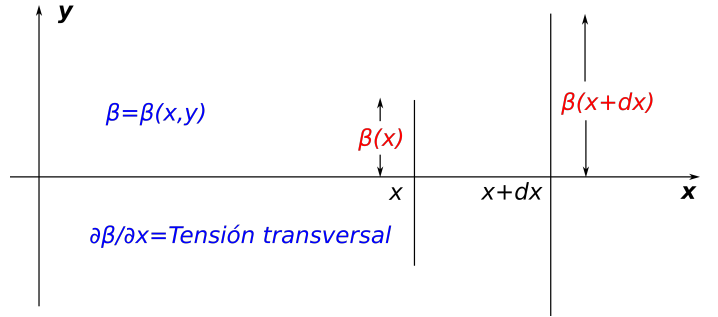 y
β=β(x,y)
β(x+dx)
β(x)
x
x+dx
x
∂β/∂x=Tensión transversal